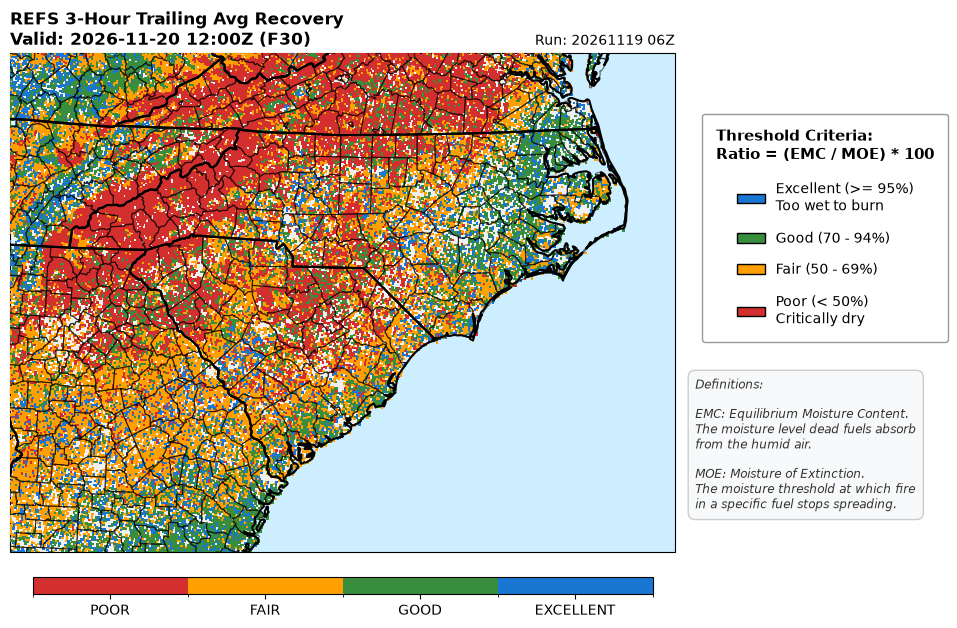 REFS 3-Hour Trailing Avg Recovery
Valid: 2026-11-20 12:00Z (F30)
Run: 20261119 06Z
Threshold Criteria:
Ratio = (EMC / MOE) * 100
Excellent (>= 95%)
Too wet to burn
Good (70 - 94%)
Fair (50 - 69%)
Poor (< 50%)
Critically dry
Definitions:
EMC: Equilibrium Moisture Content.
The moisture level dead fuels absorb
from the humid air.
MOE: Moisture of Extinction.
The moisture threshold at which fire
in a specific fuel stops spreading.
POOR
FAIR
GOOD
EXCELLENT